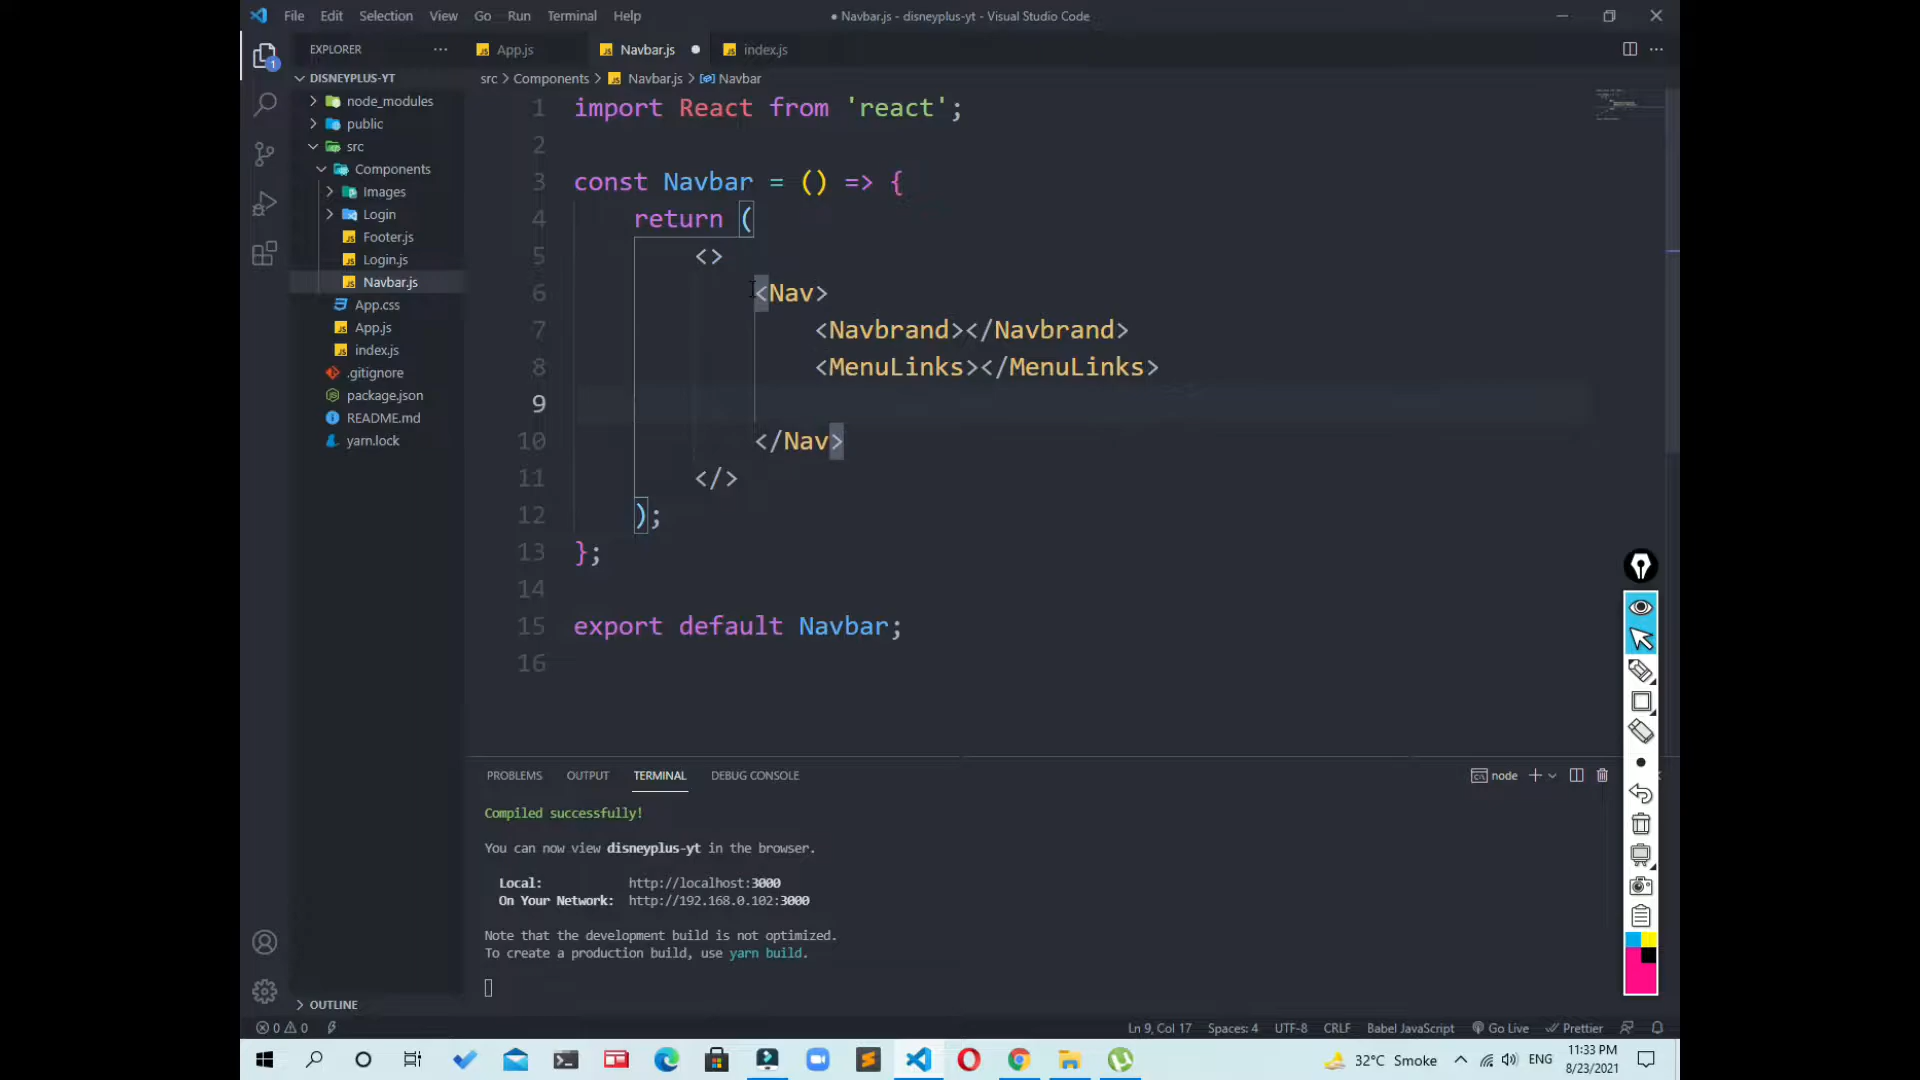 File Edit Selection View Go Run Terminal Help
● Navbar.js - disneyplus-yt - Visual Studio Code
EXPLORER
App.js
Navbar.js
index.js
DISNEYPLUS-YT
src > Components > Navbar.js > Navbar
node_modules
public
src
Components
Images
Login
Footer.js
Login.js
Navbar.js
App.css
App.js
index.js
.gitignore
package.json
README.md
yarn.lock
OUTLINE
1
1 import React from 'react';
2
3 const Navbar = () => {
4 return (
5 <>
6 <Nav>
7 <Navbrand></Navbrand>
8 <MenuLinks></MenuLinks>
9
10 </Nav>
11 </>
12 );
13 };
14
15 export default Navbar;
16
PROBLEMS OUTPUT TERMINAL DEBUG CONSOLE
node
Compiled successfully!
You can now view disneyplus-yt in the browser.
Local: http://localhost:3000
On Your Network: http://192.168.0.102:3000
Note that the development build is not optimized.
To create a production build, use yarn build.
0 0
Ln 9, Col 17 Spaces: 4 UTF-8 CRLF Babel JavaScript Go Live Prettier
32°C Smoke
ENG
11:33 PM
8/23/2021